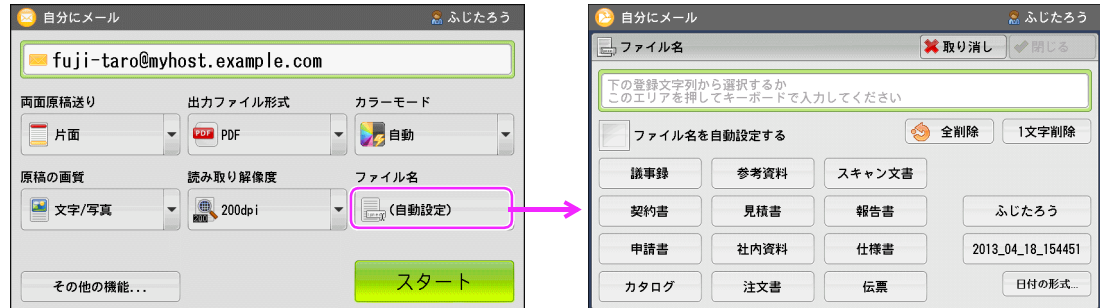 自分にメール
ふじたろう
fuji-taro@myhost.example.com
両面原稿送り
出力ファイル形式
カラーモード
片面
PDF
PDF
自動
原稿の画質
読み取り解像度
ファイル名
文字/写真
200
200dpi
(自動設定)
その他の機能...
スタート
自分にメール
ふじたろう
ファイル名
取り消し
閉じる
下の登録文字列から選択するか
このエリアを押してキーボードで入力してください
ファイル名を自動設定する
全削除
1文字削除
議事録
参考資料
スキャン文書
契約書
見積書
報告書
ふじたろう
申請書
社内資料
仕様書
2013_04_18_154451
カタログ
注文書
伝票
日付の形式...